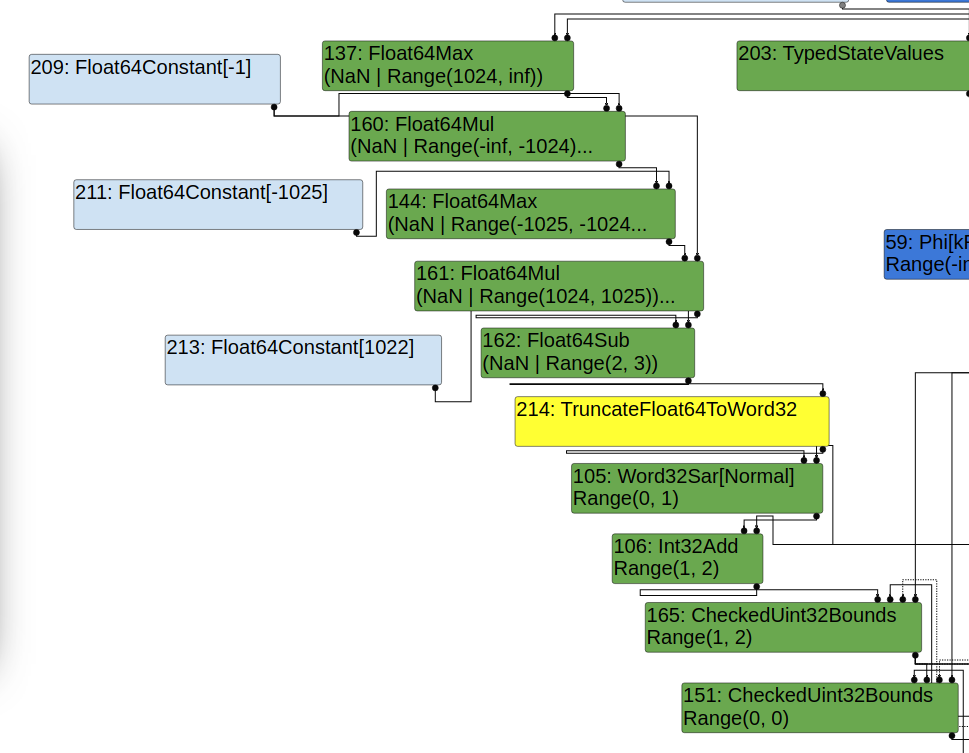 137: Float64Max
(NaN | Range(1024, inf))
203: TypedStateValues
209: Float64Constant[-1]
160: Float64Mul
(NaN | Range(-inf, -1024)...
211: Float64Constant[-1025]
144: Float64Max
(NaN | Range(-1025, -1024...
59: Phi[k
Range(-i
161: Float64Mul
(NaN | Range(1024, 1025))...
213: Float64Constant[1022]
162: Float64Sub
(NaN | Range(2, 3))
214: TruncateFloat64ToWord32
105: Word32Sar[Normal]
Range(0, 1)
106: Int32Add
Range(1, 2)
165: CheckedUint32Bounds
Range(1, 2)
151: CheckedUint32Bounds
Range(0, 0)